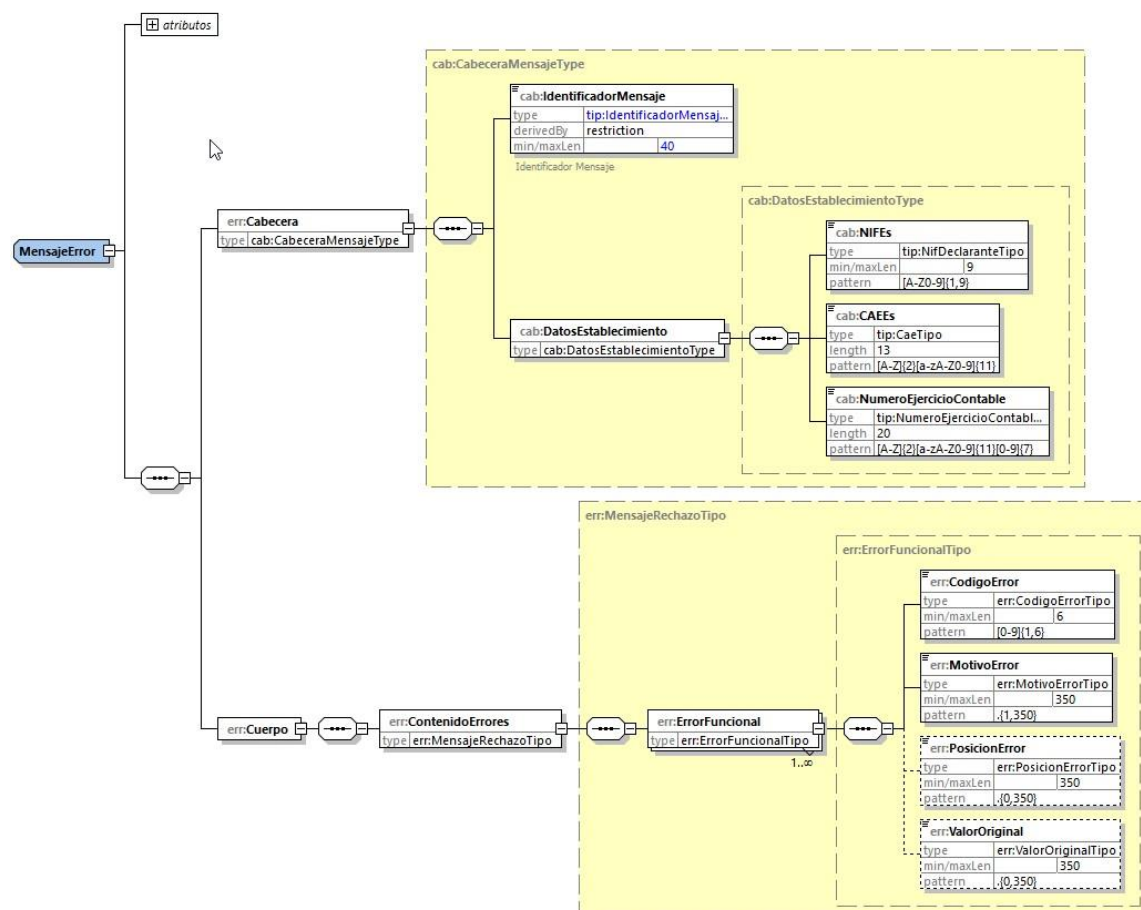 atributos
cab:CabeceraMensajeType
cab:IdentificadorMensaje
type tip:IdentificadorMensaj...
derivedBy restriction
min/maxLen 40
Identificador Mensaje
cab:DatosEstablecimientoType
cab:NIFEs
type tip:NifDeclaranteTipo
min/maxLen 9
pattern [A-Z0-9]{1,9}
err:Cabecera
type cab:CabeceraMensajeType
MensajeError
cab:CAEEs
type tip:CaeTipo
length 13
pattern [A-Z]{2}[a-zA-Z0-9]{11}
cab:DatosEstablecimiento
type cab:DatosEstablecimientoType
cab:NumeroEjercicioContable
type tip:NumeroEjercicioContabl...
length 20
pattern [A-Z]{2}[a-zA-Z0-9]{11}[0-9]{7}
err:MensajeRechazoTipo
err:ErrorFuncionalTipo
err:CodigoError
type err:CodigoErrorTipo
min/maxLen 6
pattern [0-9]{1,6}
err:MotivoError
type err:MotivoErrorTipo
min/maxLen 350
pattern .{1,350}
err:Cuerpo
err:ContenidoErrores
type err:MensajeRechazoTipo
err:ErrorFuncional
type err:ErrorFuncionalTipo
1..∞
err:PosicionError
type err:PosicionErrorTipo
min/maxLen 350
pattern .{0,350}
err:ValorOriginal
type err:ValorOriginalTipo
min/maxLen 350
pattern .{0,350}